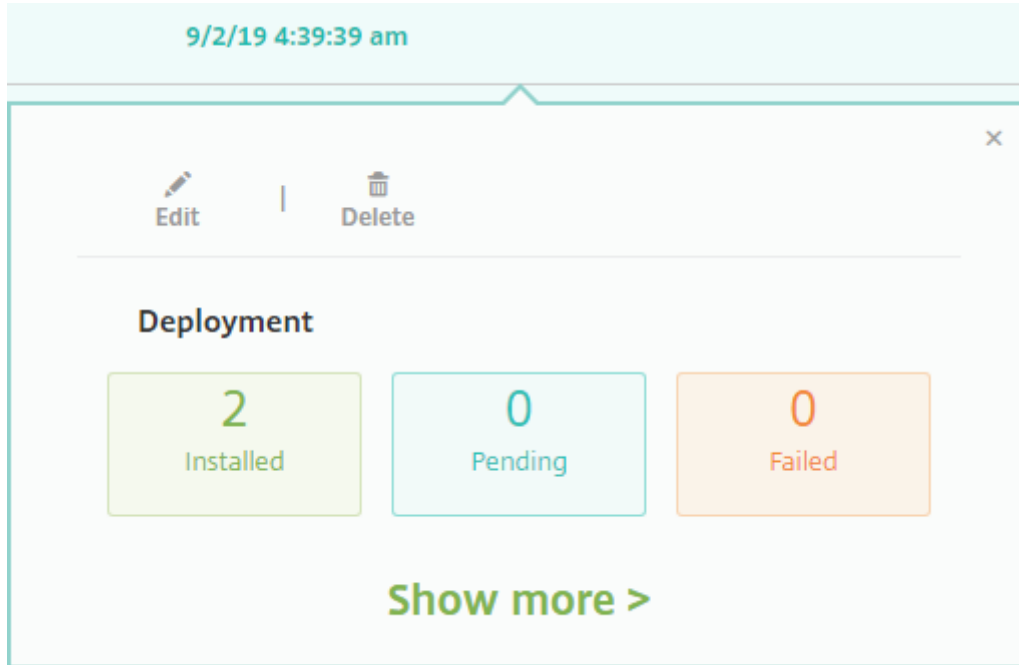 9/2/19 4:39:39 am
×
Edit | Delete
Deployment
2 0 0
Installed Pending Failed
Show more >